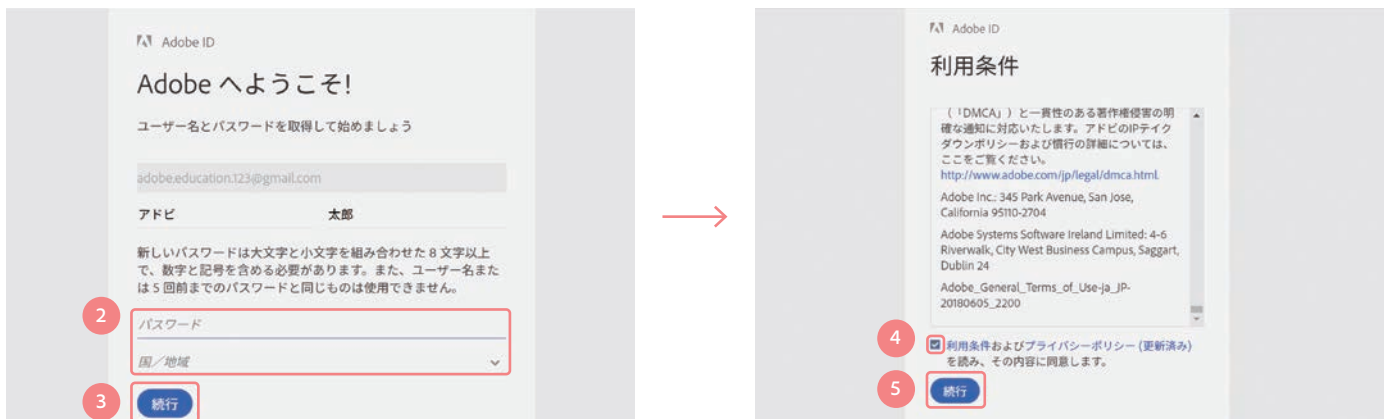 Adobe ID
Adobe へようこそ!
ユーザー名とパスワードを取得して始めましょう
adobe.education.123@gmail.com
アドビ 太郎
新しいパスワードは大文字と小文字を組み合わせた 8 文字以上
で、数字と記号を含める必要があります。また、ユーザー名また
は 5 回前までのパスワードと同じものは使用できません。
2
パスワード
国／地域
3
続行
Adobe ID
利用条件
(「DMCA」) と一貫性のある著作権侵害の明
確な通知に対応いたします。アドビのIPテイク
ダウンポリシーおよび慣行の詳細については、
ここをご覧ください。
http://www.adobe.com/jp/legal/dmca.html.
Adobe Inc.: 345 Park Avenue, San Jose,
California 95110-2704
Adobe Systems Software Ireland Limited: 4-6
Riverwalk, City West Business Campus, Saggart,
Dublin 24
Adobe_General_Terms_of_Use-ja_JP-
20180605_2200
4
利用条件およびプライバシーポリシー (更新済み)
を読み、その内容に同意します。
5
続行